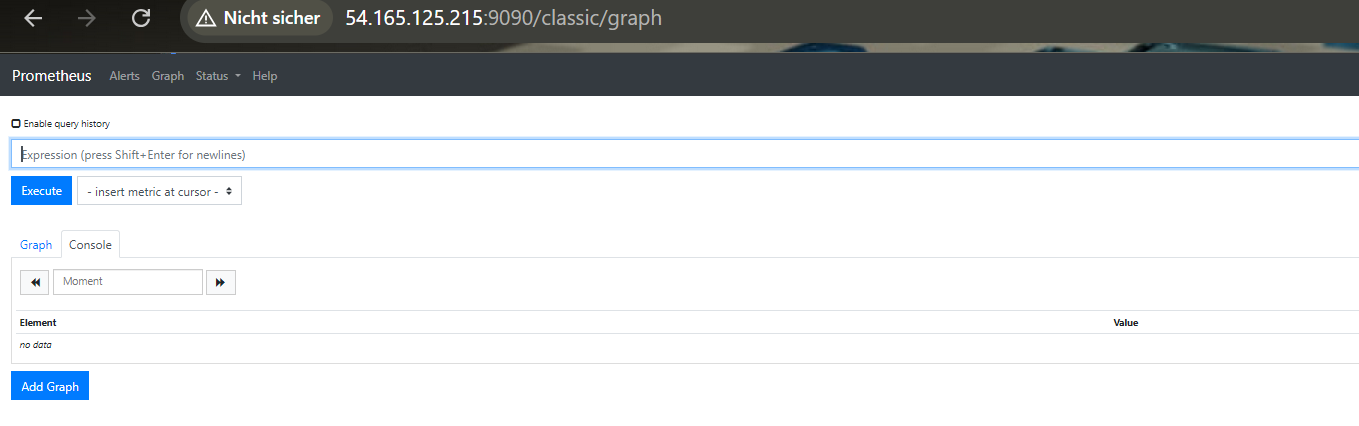 Nicht sicher 54.165.125.215:9090/classic/graph
Prometheus Alerts Graph Status Help
Enable query history
Expression (press Shift+Enter for newlines)
Execute - insert metric at cursor -
Graph Console
Moment
Element Value
no data
Add Graph